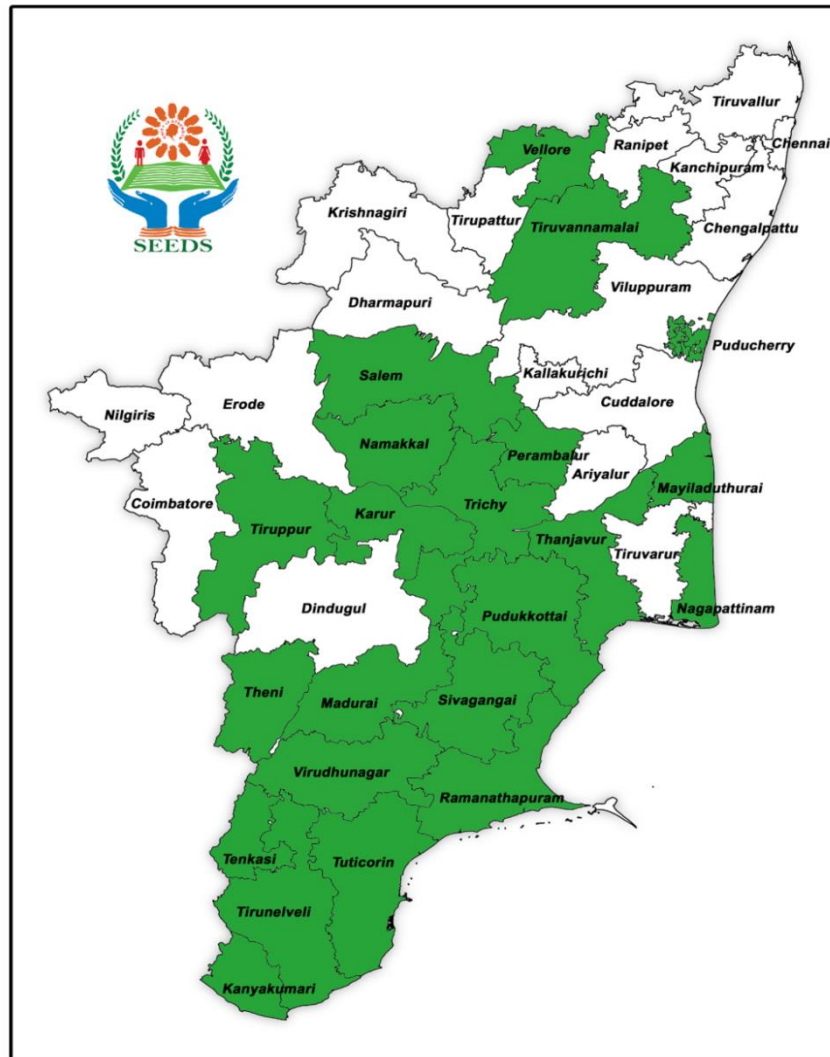 Tiruvallur
Chennai
Ranipet
Vellore
Kanchipuram
Krishnagiri
Tirupattur
Tiruvannamalai
Chengalpattu
SEEDS
Viluppuram
Dharmapuri
Puducherry
Kallakurichi
Salem
Cuddalore
Erode
Nilgiris
Namakkal
Perambalur
Ariyalur
Mayiladuthurai
Coimbatore
Trichy
Karur
Tiruppur
Thanjavur
Tiruvarur
Dindugul
Pudukkottai
Nagapattinam
Theni
Madurai
Sivagangai
Virudhunagar
Ramanathapuram
Tenkasi
Tuticorin
Tirunelveli
Kanyakumari